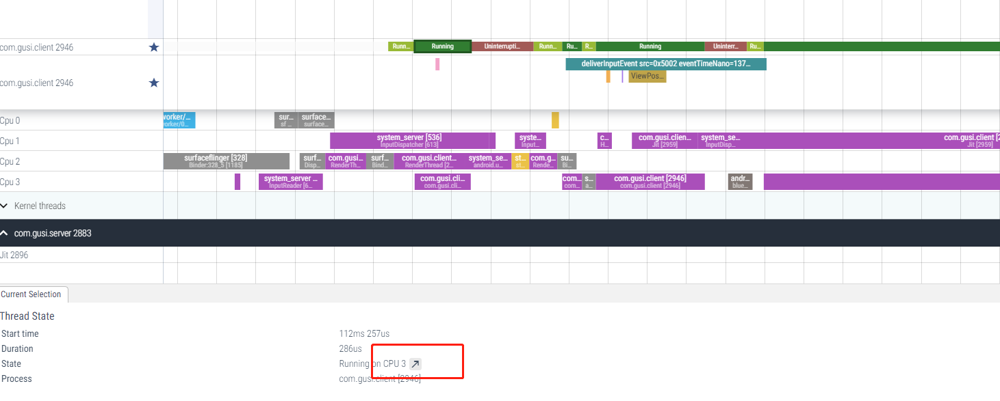 com.gusi.client 2946
Runn... Running Uninterrupti... Runn... Ru... R... Running Uninterr... Ru...
com.gusi.client 2946
deliverInputEvent src=0x5002 eventTimeNano=137...
ViewPos...
Cpu 0
vorker/... sur... surface...
vorker/0... sf ... surface...
Cpu 1
system_server [536] syste... c... com.gusi.clien... system_se... com.gusi.client [2
InputDispatcher [613] Input... H... Jit [2959] InputDisp... Jit [2959]
Cpu 2
surfaceflinger [328] surf... com.gusi... surf... com.gusi.client... system_se... st... com.g... su...
Binder:328_5 [1185] Disp... RenderTh... Bind... RenderThread [2... android.u... st... Rende... Bi...
Cpu 3
system_server ... com.gusi.cli... com... s... com.gusi.client [2946] andr...
InputReader [6... com.gusi.cli... com... a... com.gusi.client [2946] blue...
Kernel threads
com.gusi.server 2883
Jit 2896
Current Selection
Thread State
Start time 112ms 257us
Duration 286us
State Running on CPU 3
Process com.gusi.client [2946]